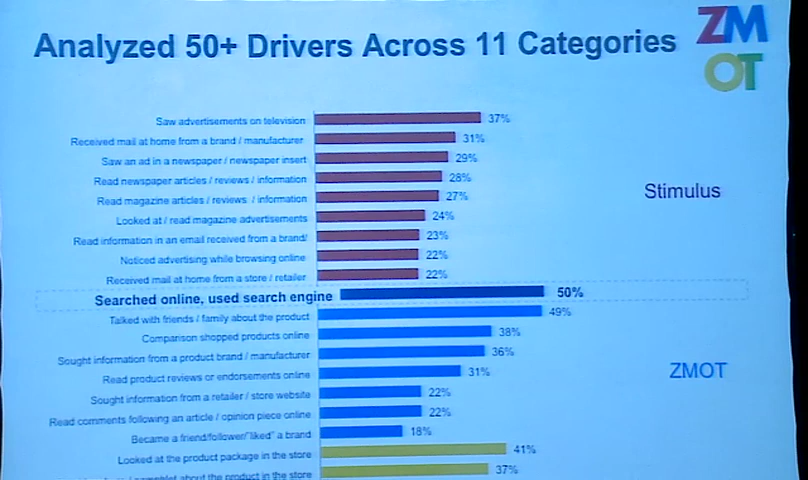 Analyzed 50+ Drivers Across 11 Categories
ZM
OT
Saw advertisements on television 37%
Received mail at home from a brand / manufacturer 31%
Saw an ad in a newspaper / newspaper insert 29%
Read newspaper articles / reviews / information 28%
Read magazine articles / reviews / information 27%
Stimulus
Looked at / read magazine advertisements 24%
Read information in an email received from a brand/ 23%
Noticed advertising while browsing online 22%
Received mail at home from a store / retailer 22%
Searched online, used search engine 50%
Talked with friends / family about the product 49%
Comparison shopped products online 38%
Sought information from a product brand / manufacturer 36%
Read product reviews or endorsements online 31%
ZMOT
Sought information from a retailer / store website 22%
Read comments following an article / opinion piece online 22%
Became a friend/follower/"liked" a brand 18%
Looked at the product package in the store 41%
about the product in the store 37%